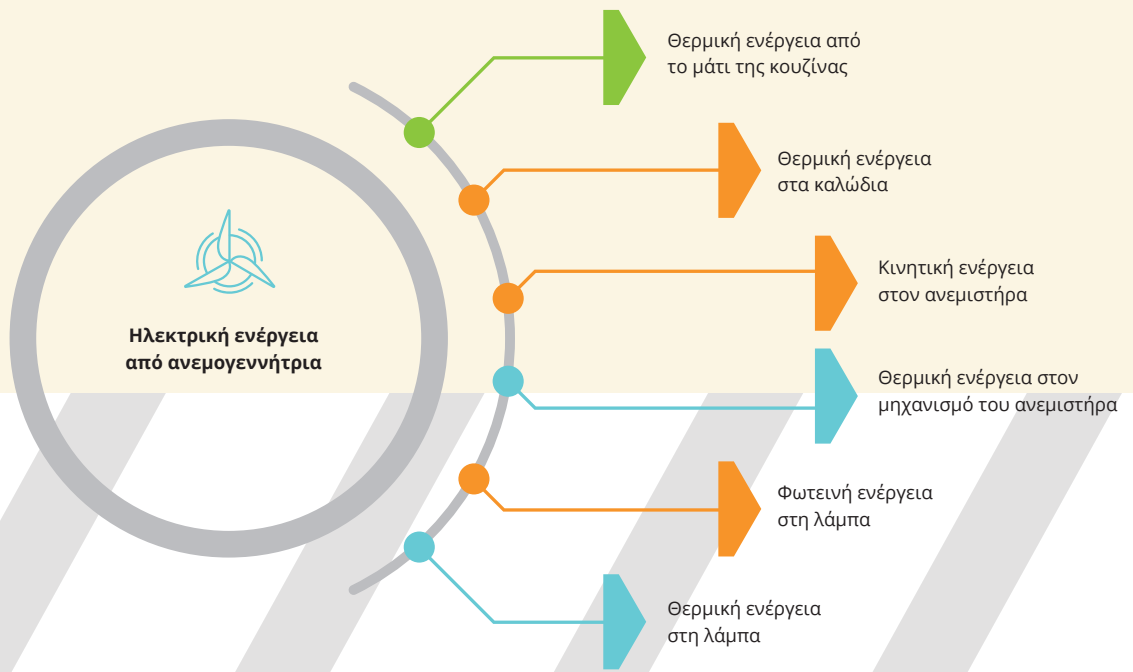 Θερμική ενέργεια από
το μάτι της κουζίνας
Θερμική ενέργεια
στα καλώδια
Κινητική ενέργεια
στον ανεμιστήρα
Ηλεκτρική ενέργεια
από ανεμογεννήτρια
Θερμική ενέργεια στον
μηχανισμό του ανεμιστήρα
Φωτεινή ενέργεια
στη λάμπα
Θερμική ενέργεια
στη λάμπα